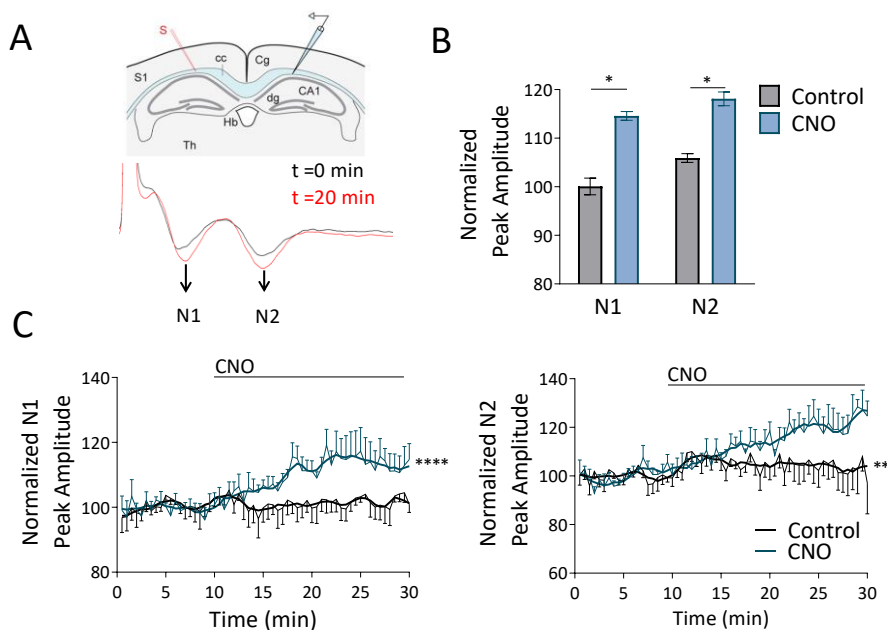 A
S
S1
cc
Cg
CA1
dg
Hb
Th
t =0 min
t =20 min
N1
N2
B
Normalized
Peak Amplitude
120
110
100
90
80
*
*
N1
N2
Control
CNO
C
Normalized N1
Peak Amplitude
140
120
100
80
CNO
****
0
5
10
15
20
25
30
Time (min)
Normalized N2
Peak Amplitude
140
120
100
80
60
CNO
**
Control
CNO
0
5
10
15
20
25
30
Time (min)